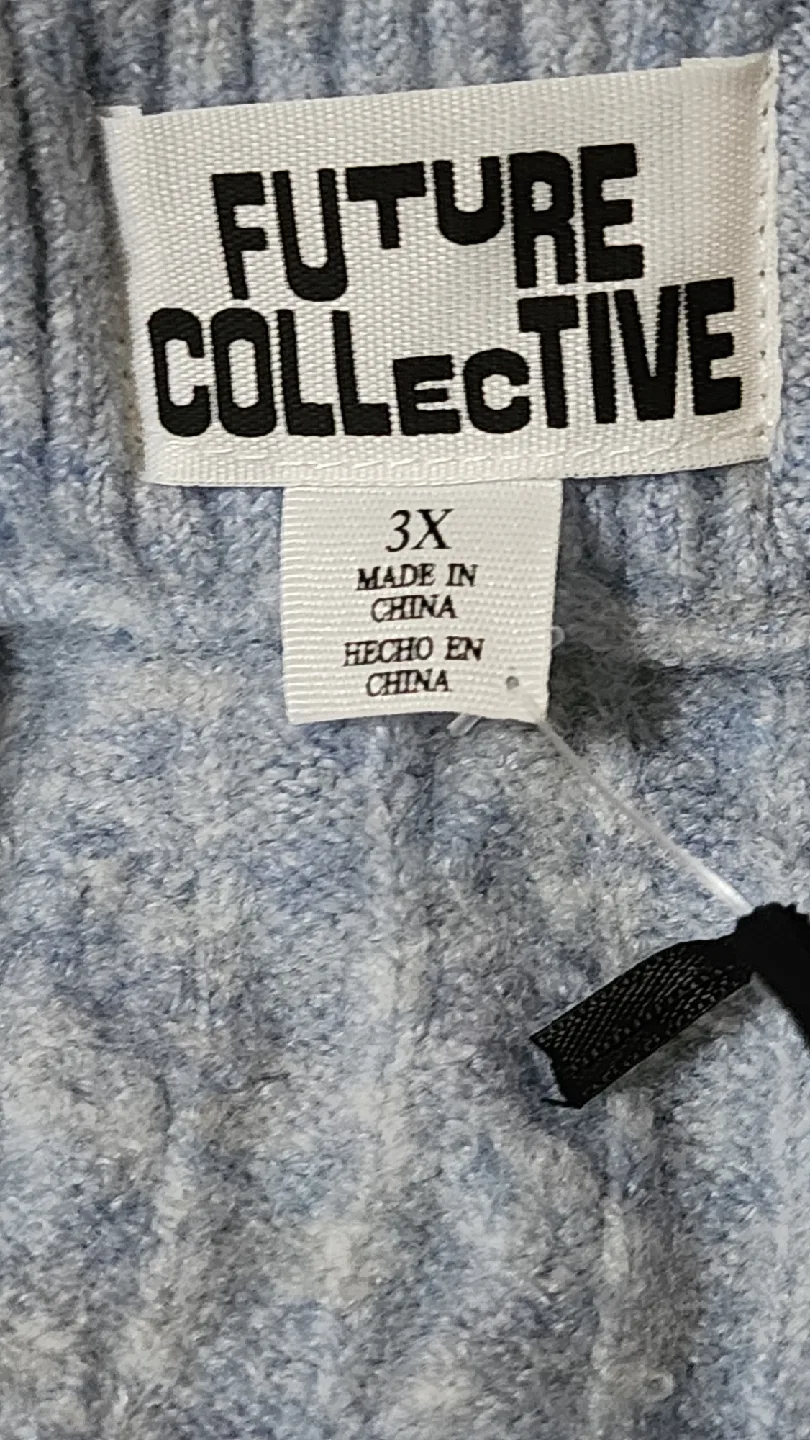 FUTURE
COLLECTIVE
3X
MADE IN
CHINA
HECHO EN
CHINA